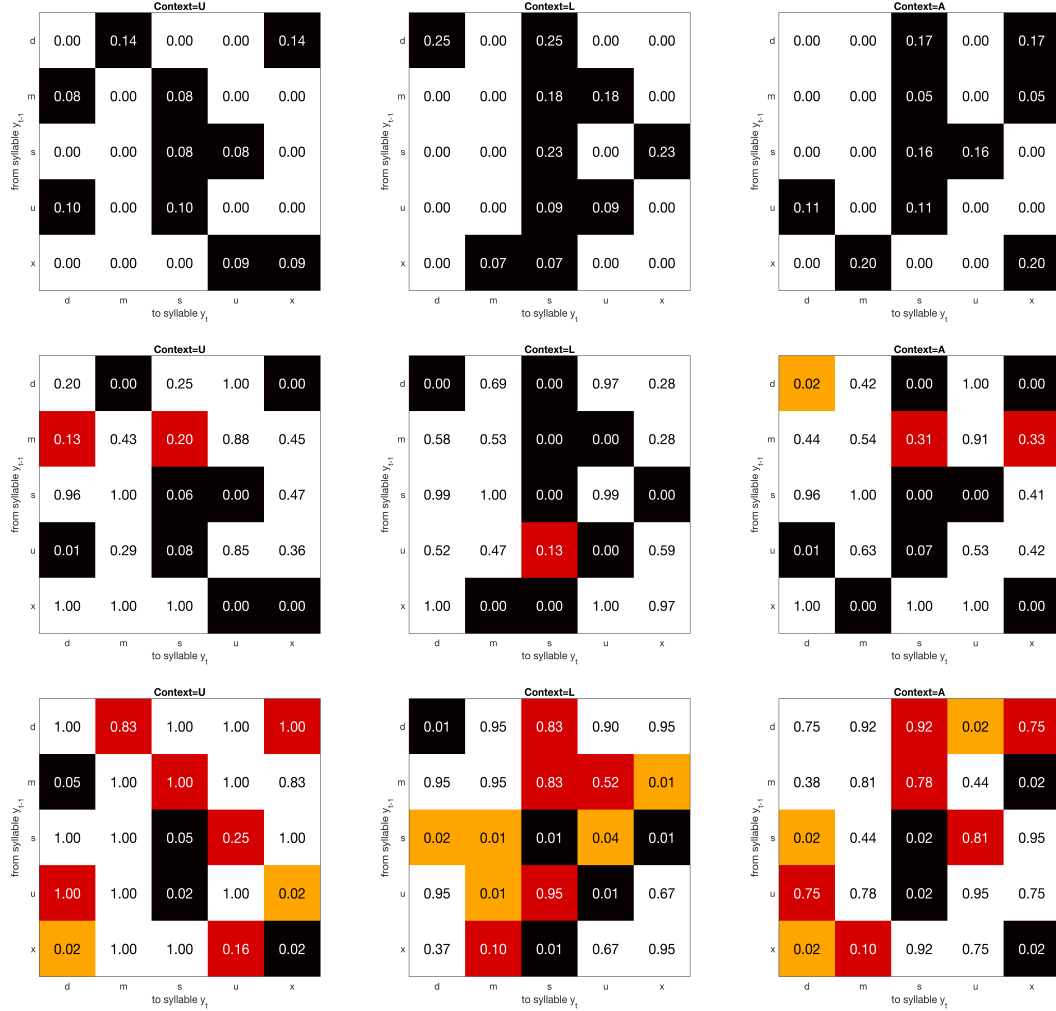 Context=U Context=L Context=A
d 0.00 0.14 0.00 0.00 0.14 d 0.25 0.00 0.25 0.00 0.00 d 0.00 0.00 0.17 0.00 0.17
m 0.08 0.00 0.08 0.00 0.00 m 0.00 0.00 0.18 0.18 0.00 m 0.00 0.00 0.05 0.00 0.05
s 0.00 0.00 0.08 0.08 0.00 s 0.00 0.00 0.23 0.00 0.23 s 0.00 0.00 0.16 0.16 0.00
u 0.10 0.00 0.10 0.00 0.00 u 0.00 0.00 0.09 0.09 0.00 u 0.11 0.00 0.11 0.00 0.00
x 0.00 0.00 0.00 0.09 0.09 x 0.00 0.07 0.07 0.00 0.00 x 0.00 0.20 0.00 0.00 0.20
from syllable y_t-1 from syllable y_t-1 from syllable y_t-1
d m s u x d m s u x d m s u x
to syllable y_t to syllable y_t to syllable y_t
Context=U Context=L Context=A
d 0.20 0.00 0.25 1.00 0.00 d 0.00 0.69 0.00 0.97 0.28 d 0.02 0.42 0.00 1.00 0.00
m 0.13 0.43 0.20 0.88 0.45 m 0.58 0.53 0.00 0.00 0.28 m 0.44 0.54 0.31 0.91 0.33
s 0.96 1.00 0.06 0.00 0.47 s 0.99 1.00 0.00 0.99 0.00 s 0.96 1.00 0.00 0.00 0.41
u 0.01 0.29 0.08 0.85 0.36 u 0.52 0.47 0.13 0.00 0.59 u 0.01 0.63 0.07 0.53 0.42
x 1.00 1.00 1.00 0.00 0.00 x 1.00 0.00 0.00 1.00 0.97 x 1.00 0.00 1.00 1.00 0.00
from syllable y_t-1 from syllable y_t-1 from syllable y_t-1
d m s u x d m s u x d m s u x
to syllable y_t to syllable y_t to syllable y_t
Context=U Context=L Context=A
d 1.00 0.83 1.00 1.00 1.00 d 0.01 0.95 0.83 0.90 0.95 d 0.75 0.92 0.92 0.02 0.75
m 0.05 1.00 1.00 1.00 0.83 m 0.95 0.95 0.83 0.52 0.01 m 0.38 0.81 0.78 0.44 0.02
s 1.00 1.00 0.05 0.25 1.00 s 0.02 0.01 0.01 0.04 0.01 s 0.02 0.44 0.02 0.81 0.95
u 1.00 1.00 0.02 1.00 0.02 u 0.95 0.01 0.95 0.01 0.67 u 0.75 0.78 0.02 0.95 0.75
x 0.02 1.00 1.00 0.16 0.02 x 0.37 0.10 0.01 0.67 0.95 x 0.02 0.10 0.92 0.75 0.02
from syllable y_t-1 from syllable y_t-1 from syllable y_t-1
d m s u x d m s u x d m s u x
to syllable y_t to syllable y_t to syllable y_t